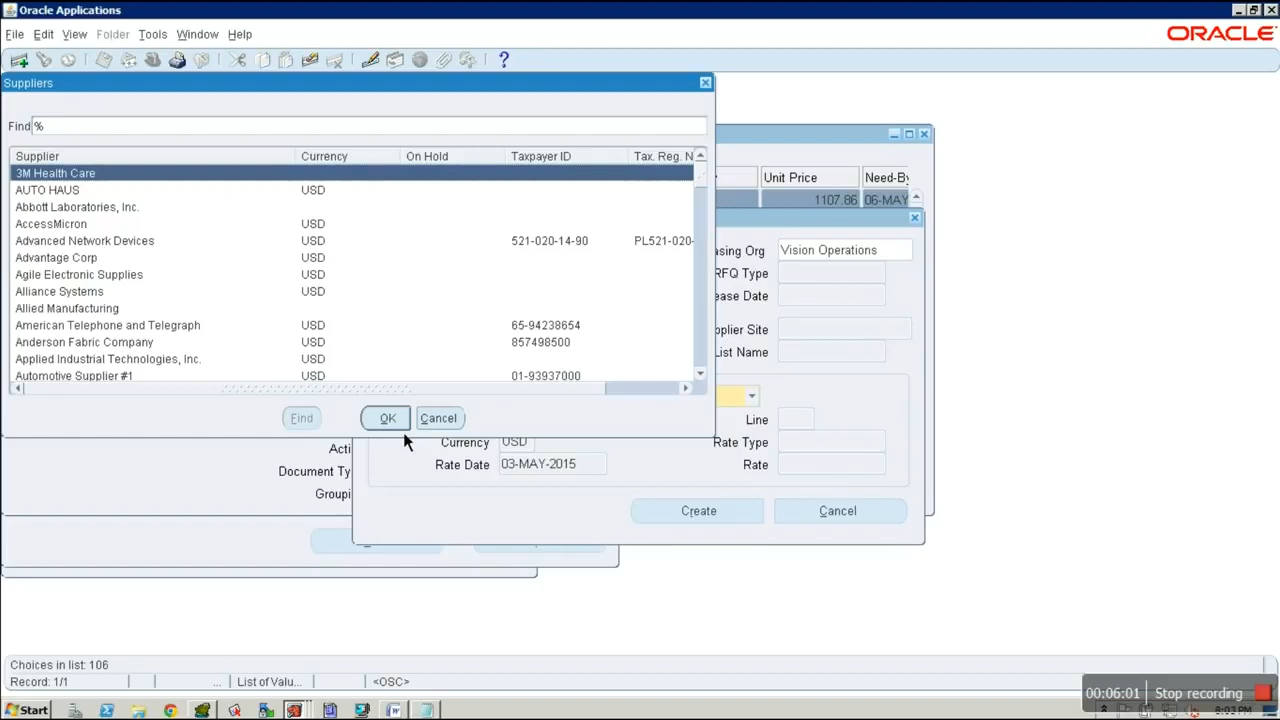 Oracle Applications
File Edit View Folder Tools Window Help
ORACLE
?
Suppliers
Find %
Supplier Currency On Hold Taxpayer ID Tax. Reg. N
3M Health Care
AUTO HAUS USD
Abbott Laboratories, Inc.
AccessMicron USD
Advanced Network Devices USD 521-020-14-90 PL521-020-
Advantage Corp USD
Agile Electronic Supplies USD
Alliance Systems USD
Allied Manufacturing
American Telephone and Telegraph USD 65-94238654
Anderson Fabric Company USD 857498500
Applied Industrial Technologies, Inc. USD
Automotive Supplier #1 USD 01-93937000
Find OK Cancel
Unit Price Need-By
1107.86 06-MAY
asing Org Vision Operations
RFQ Type
ease Date
pplier Site
List Name
Line
Currency USD Rate Type
Rate Date 03-MAY-2015 Rate
Acti
Document Ty
Groupi
Create Cancel
Choices in list: 106
Record: 1/1 ... List of Valu... <OSC>
00:06:01 Stop recording
Start 8:03 PM